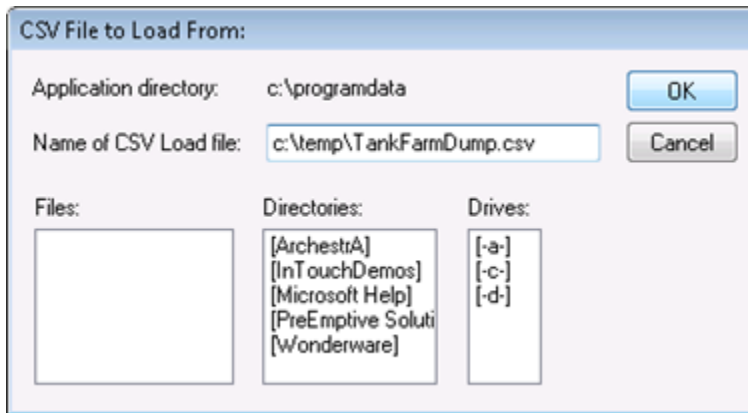 CSV File to Load From:
Application directory: c:\programdata
OK
Name of CSV Load file: c:\temp\TankFarmDump.csv
Cancel
Files: Directories: Drives:
[ArchestrA] [-a-]
[InTouchDemos] [-c-]
[Microsoft Help] [-d-]
[PreEmptive Soluti
[Wonderware]